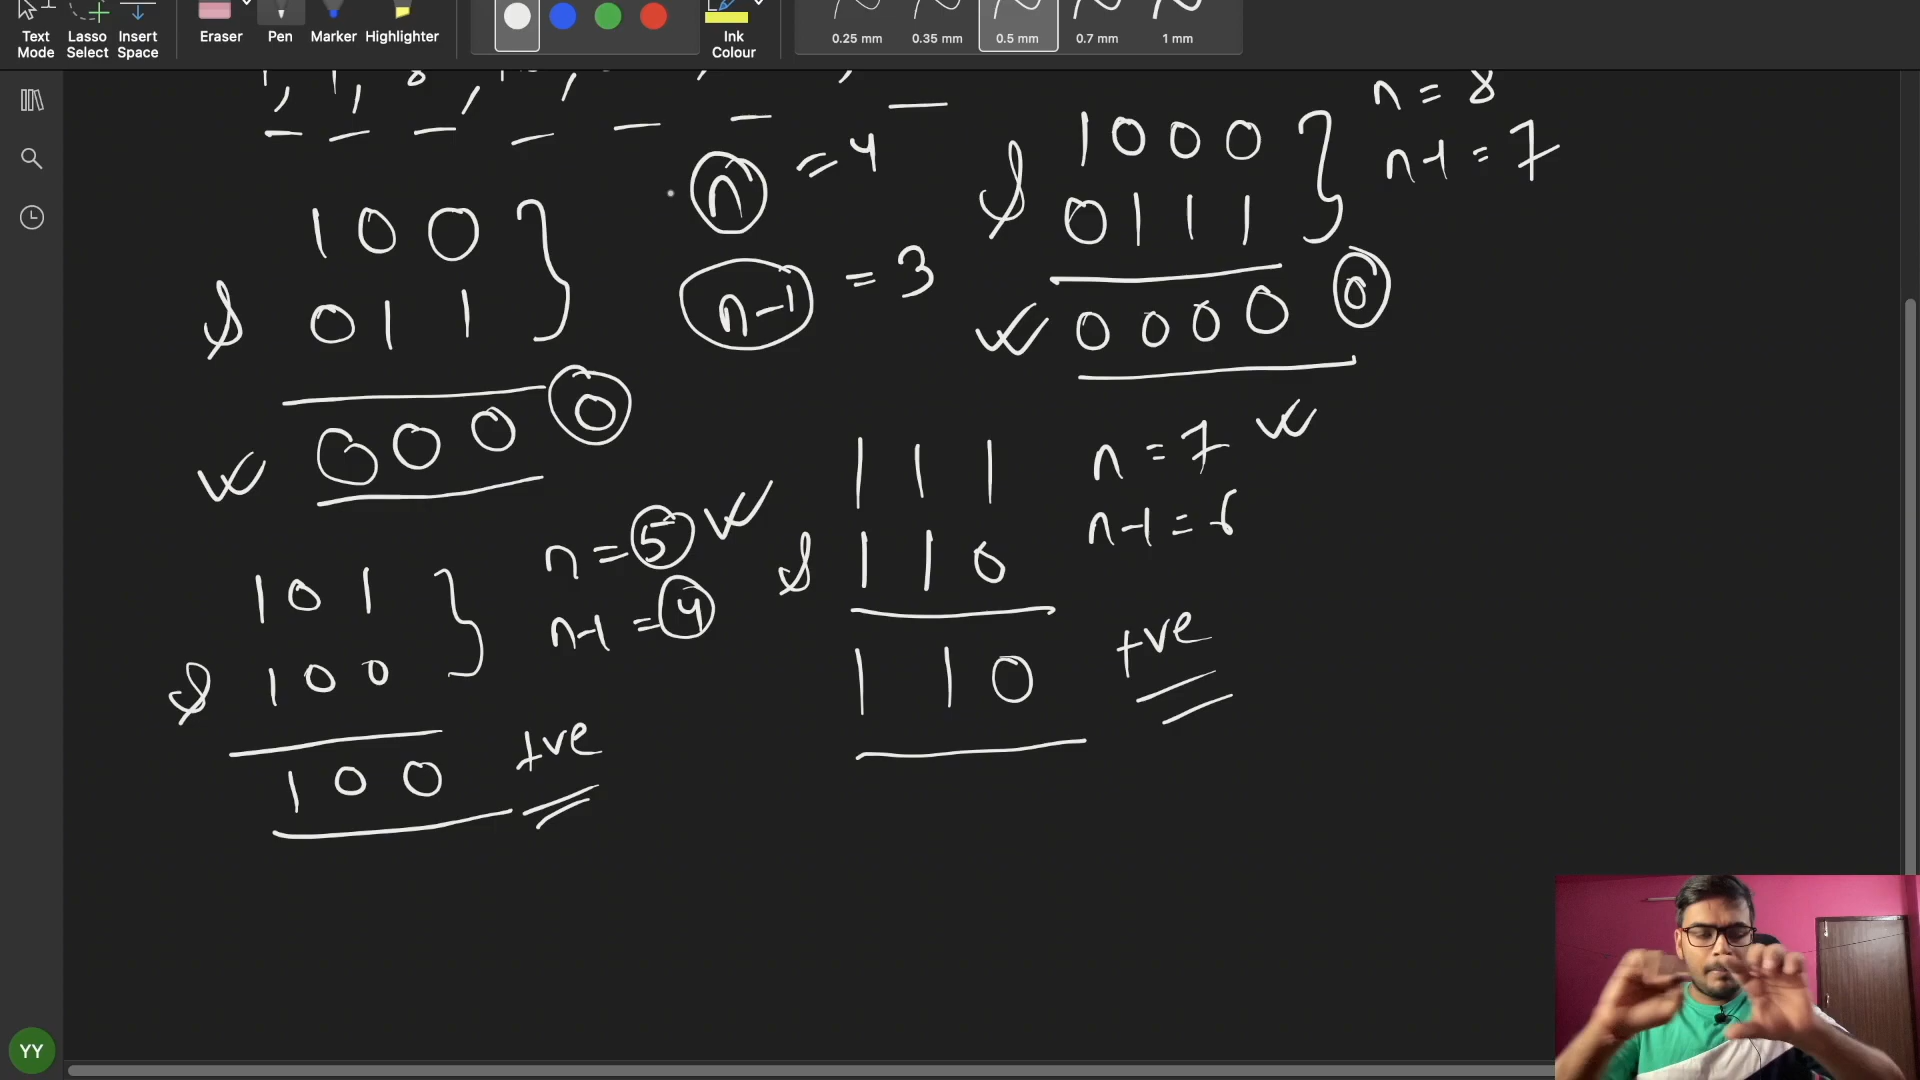 Text Mode
Lasso Select
Insert Space
Eraser
Pen
Marker
Highlighter
Ink Colour
0.25 mm
0.35 mm
0.5 mm
0.7 mm
1 mm
n = 4
n-1 = 3
1 0 0
& 0 1 1
0 0 0 0
n = 8
n-1 = 7
1 0 0 0
& 0 1 1 1
0 0 0 0 0
n = 5
n-1 = 4
1 0 1
& 1 0 0
1 0 0 +ve
n = 7
n-1 = 6
1 1 1
& 1 1 0
1 1 0 +ve
YY